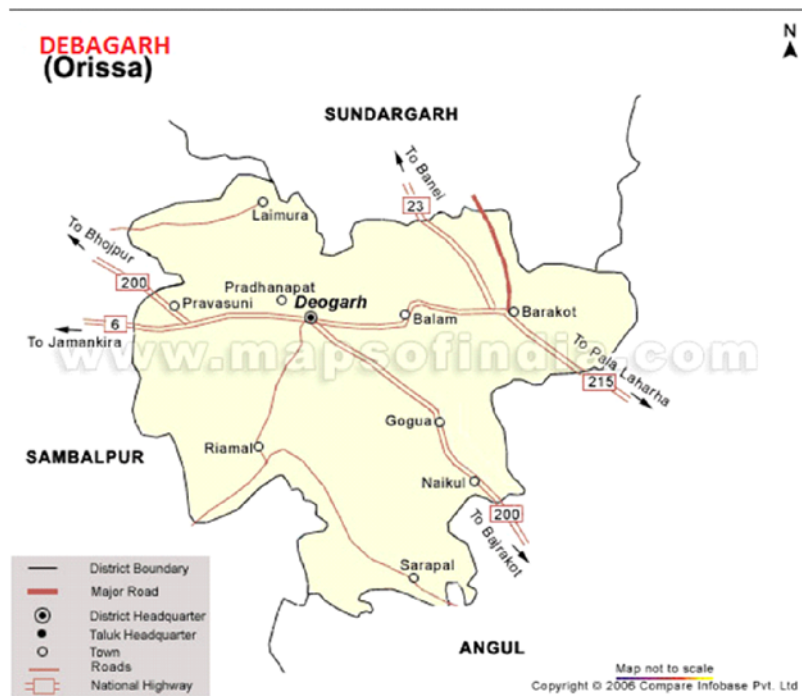 DEBAGARH
(Orissa)
N
SUNDARGARH
To Banei
23
Laimura
To Bhojpur
200
Pradhanapat
Pravasuni
Deogarh
Balam
Barakot
6
To Jamankira
www.mapsofindia.com
To Pala Laharha
215
Gogua
Riamal
SAMBALPUR
Naikul
200
To Bajrakot
Sarapal
ANGUL
District Boundary
Major Road
District Headquarter
Taluk Headquarter
Town
Roads
National Highway
Map not to scale
Copyright © 2006 Compare Infobase Pvt. Ltd